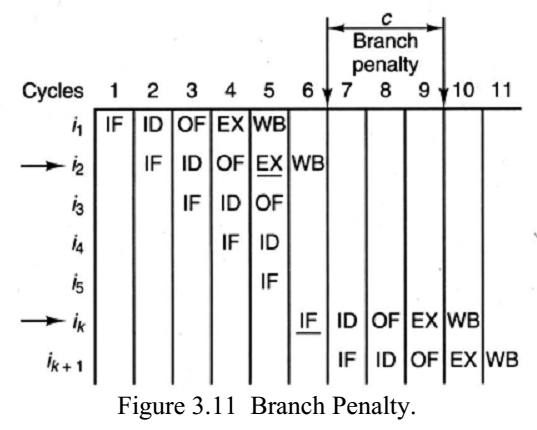 c
Branch
penalty
Cycles 1 2 3 4 5 6 7 8 9 10 11
i1 IF ID OF EX WB
i2 IF ID OF EX WB
i3 IF ID OF
i4 IF ID
i5 IF
ik IF ID OF EX WB
ik + 1 IF ID OF EX WB
Figure 3.11 Branch Penalty.